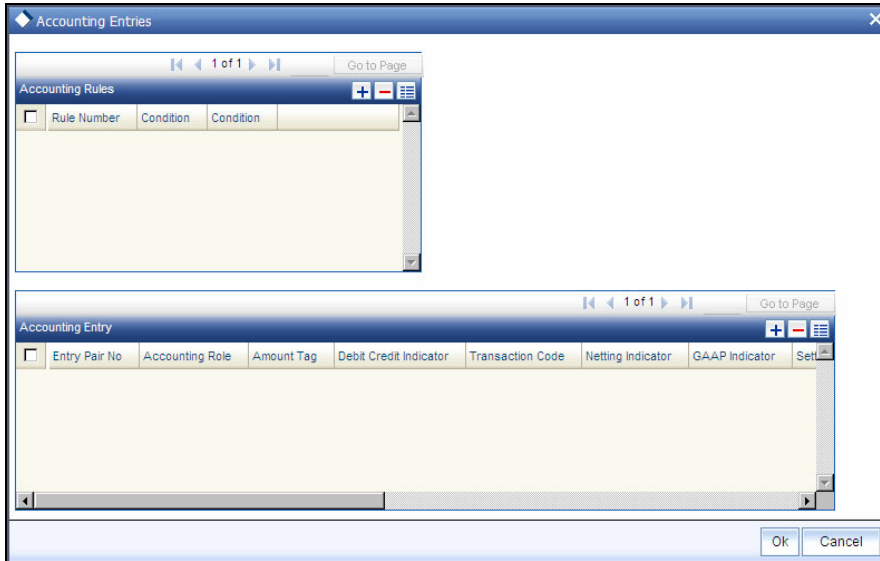 Accounting Entries
1 of 1
Go to Page
Accounting Rules
Rule Number Condition Condition
1 of 1
Go to Page
Accounting Entry
Entry Pair No Accounting Role Amount Tag Debit Credit Indicator Transaction Code Netting Indicator GAAP Indicator Sett
Ok Cancel